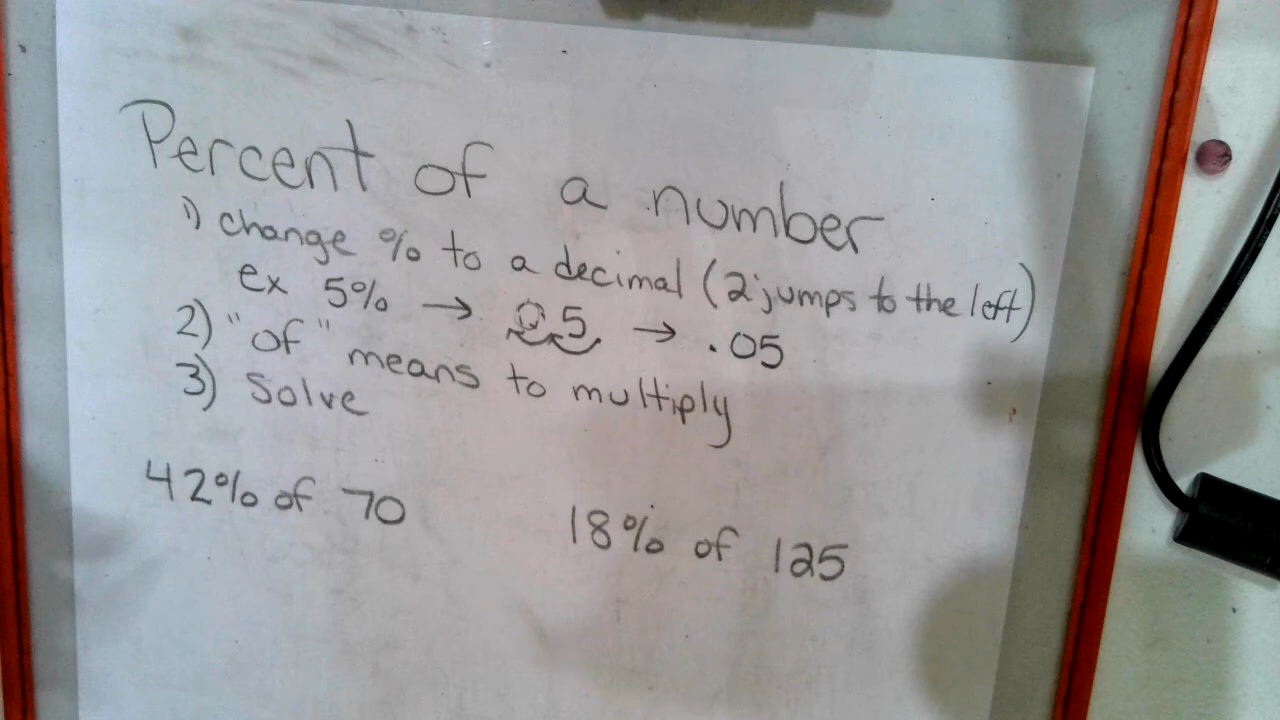 Percent of a number
1) change % to a decimal (2 jumps to the left)
ex 5% → 05 → .05
2) "of" means to multiply
3) Solve
42% of 70
18% of 125